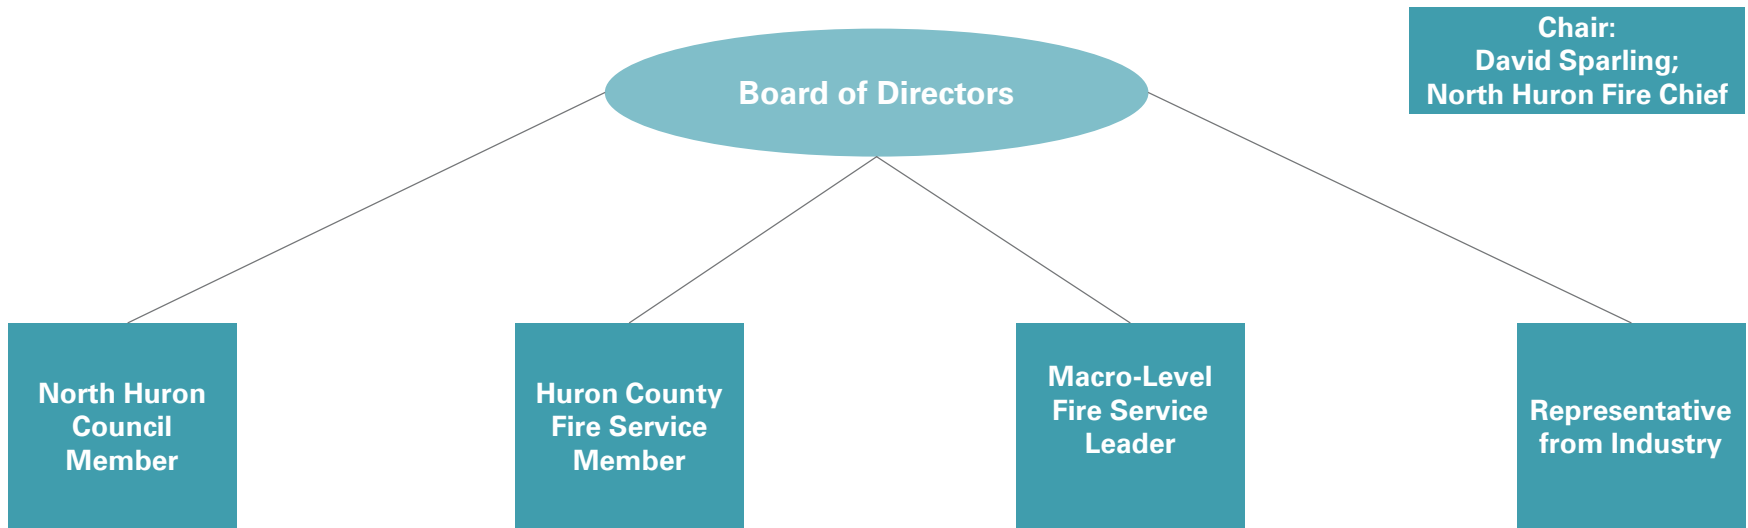 Chair:
David Sparling;
North Huron Fire Chief
Board of Directors
North Huron
Council
Member
Huron County
Fire Service
Member
Macro-Level
Fire Service
Leader
Representative
from Industry